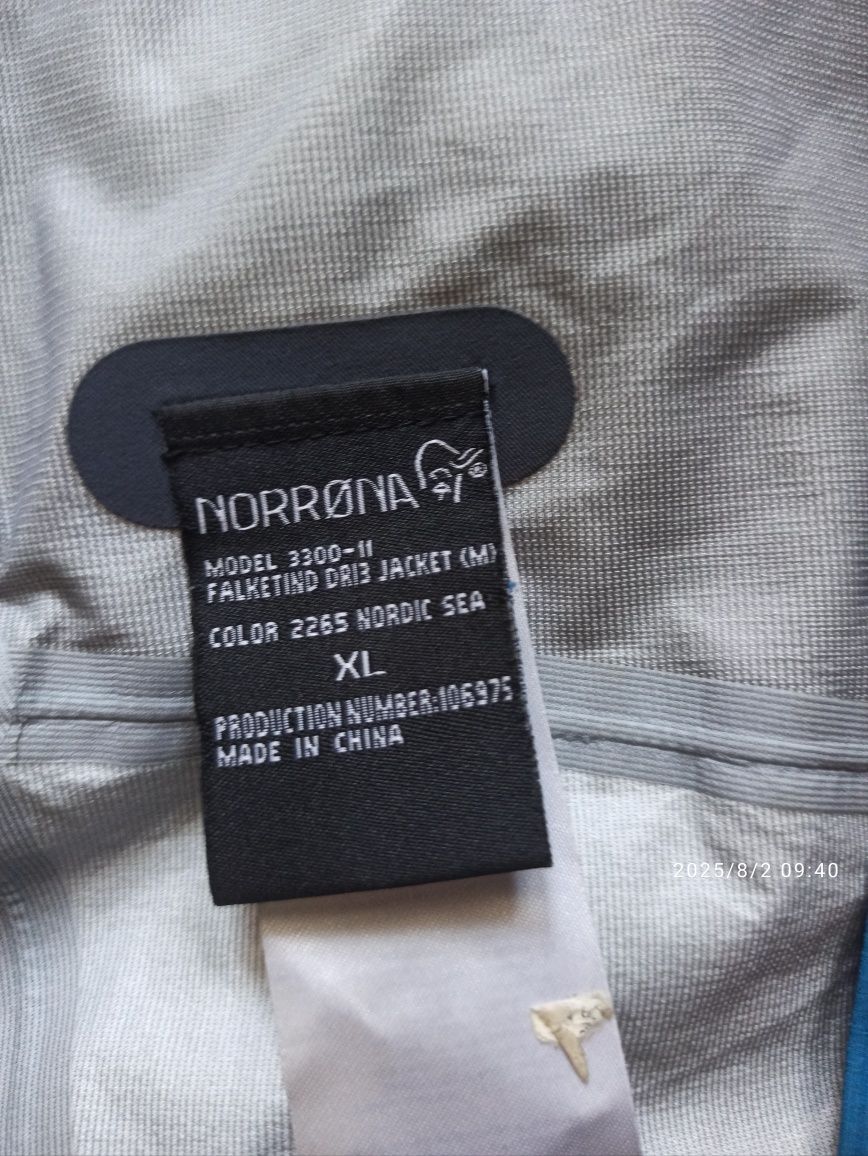 NORRØNA ®
MODEL 3300-11
FALKETIND DRI3 JACKET (M)
COLOR 2265 NORDIC SEA
XL
PRODUCTION NUMBER:106975
MADE IN CHINA
2025/8/2 09:40